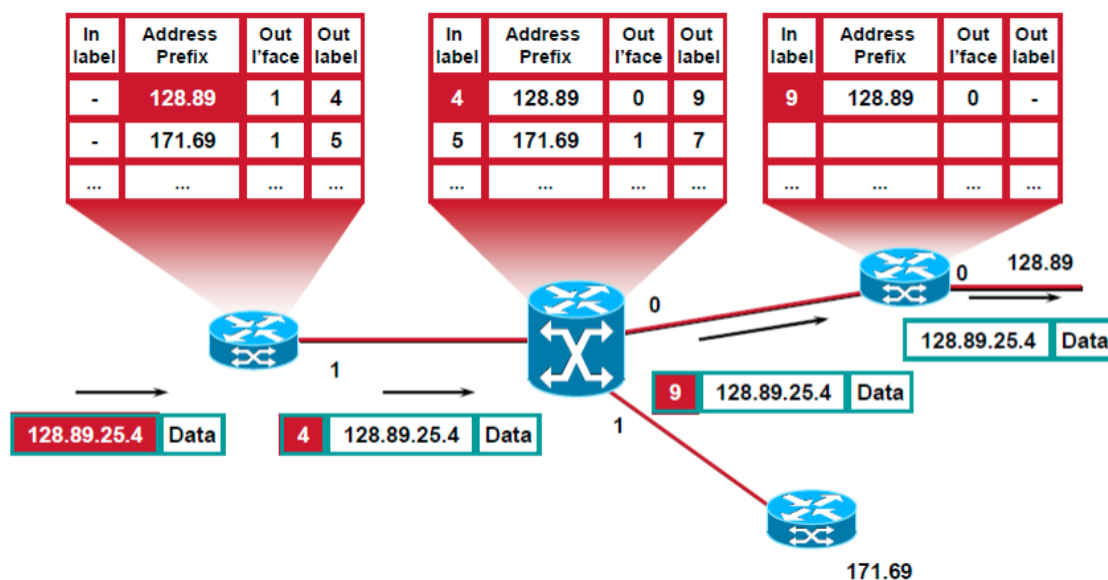 In label Address Prefix Out I'face Out label
- 128.89 1 4
- 171.69 1 5
... ... ... ...
In label Address Prefix Out I'face Out label
4 128.89 0 9
5 171.69 1 7
... ... ... ...
In label Address Prefix Out I'face Out label
9 128.89 0 -
... ... ... ...
0 128.89
0
1
128.89.25.4 Data
9 128.89.25.4 Data
128.89.25.4 Data
4 128.89.25.4 Data
1
171.69